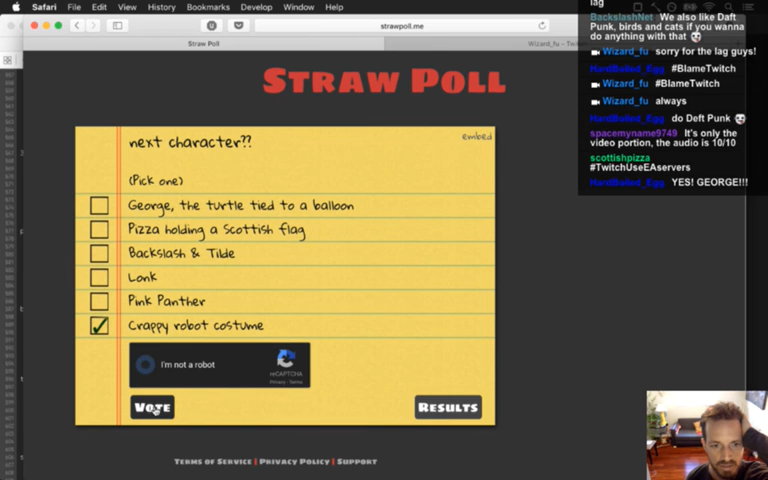 Safari File Edit View History Bookmarks Develop Window Help
strawpoll.me
Straw Poll
STRAW POLL
next character??
embed
(Pick one)
George, the turtle tied to a balloon
Pizza holding a Scottish flag
Backslash & Tilde
Lonk
Pink Panther
Crappy robot costume
I'm not a robot
reCAPTCHA
Privacy - Terms
VOTE
RESULTS
TERMS OF SERVICE | PRIVACY POLICY | SUPPORT
lag
BackslashNet We also like Daft
Punk, birds and cats if you wanna
do anything with that
Wizard_fu sorry for the lag guys!
HardBoiled_Egg #BlameTwitch
Wizard_fu #BlameTwitch
Wizard_fu always
HardBoiled_Egg do Deft Punk
spacemyname9749 It's only the
video portion, the audio is 10/10
scottishpizza
#TwitchUseEAservers
HardBoiled_Egg YES! GEORGE!!!